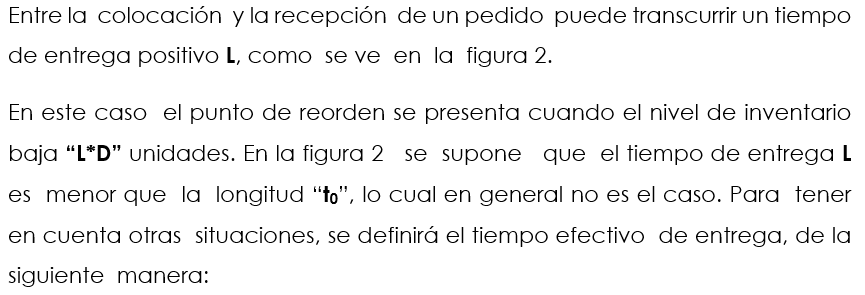 Entre la colocación y la recepción de un pedido puede transcurrir un tiempo
de entrega positivo L, como se ve en la figura 2.
En este caso el punto de reorden se presenta cuando el nivel de inventario
baja “L*D” unidades. En la figura 2 se supone que el tiempo de entrega L
es menor que la longitud “t₀”, lo cual en general no es el caso. Para tener
en cuenta otras situaciones, se definirá el tiempo efectivo de entrega, de la
siguiente manera: